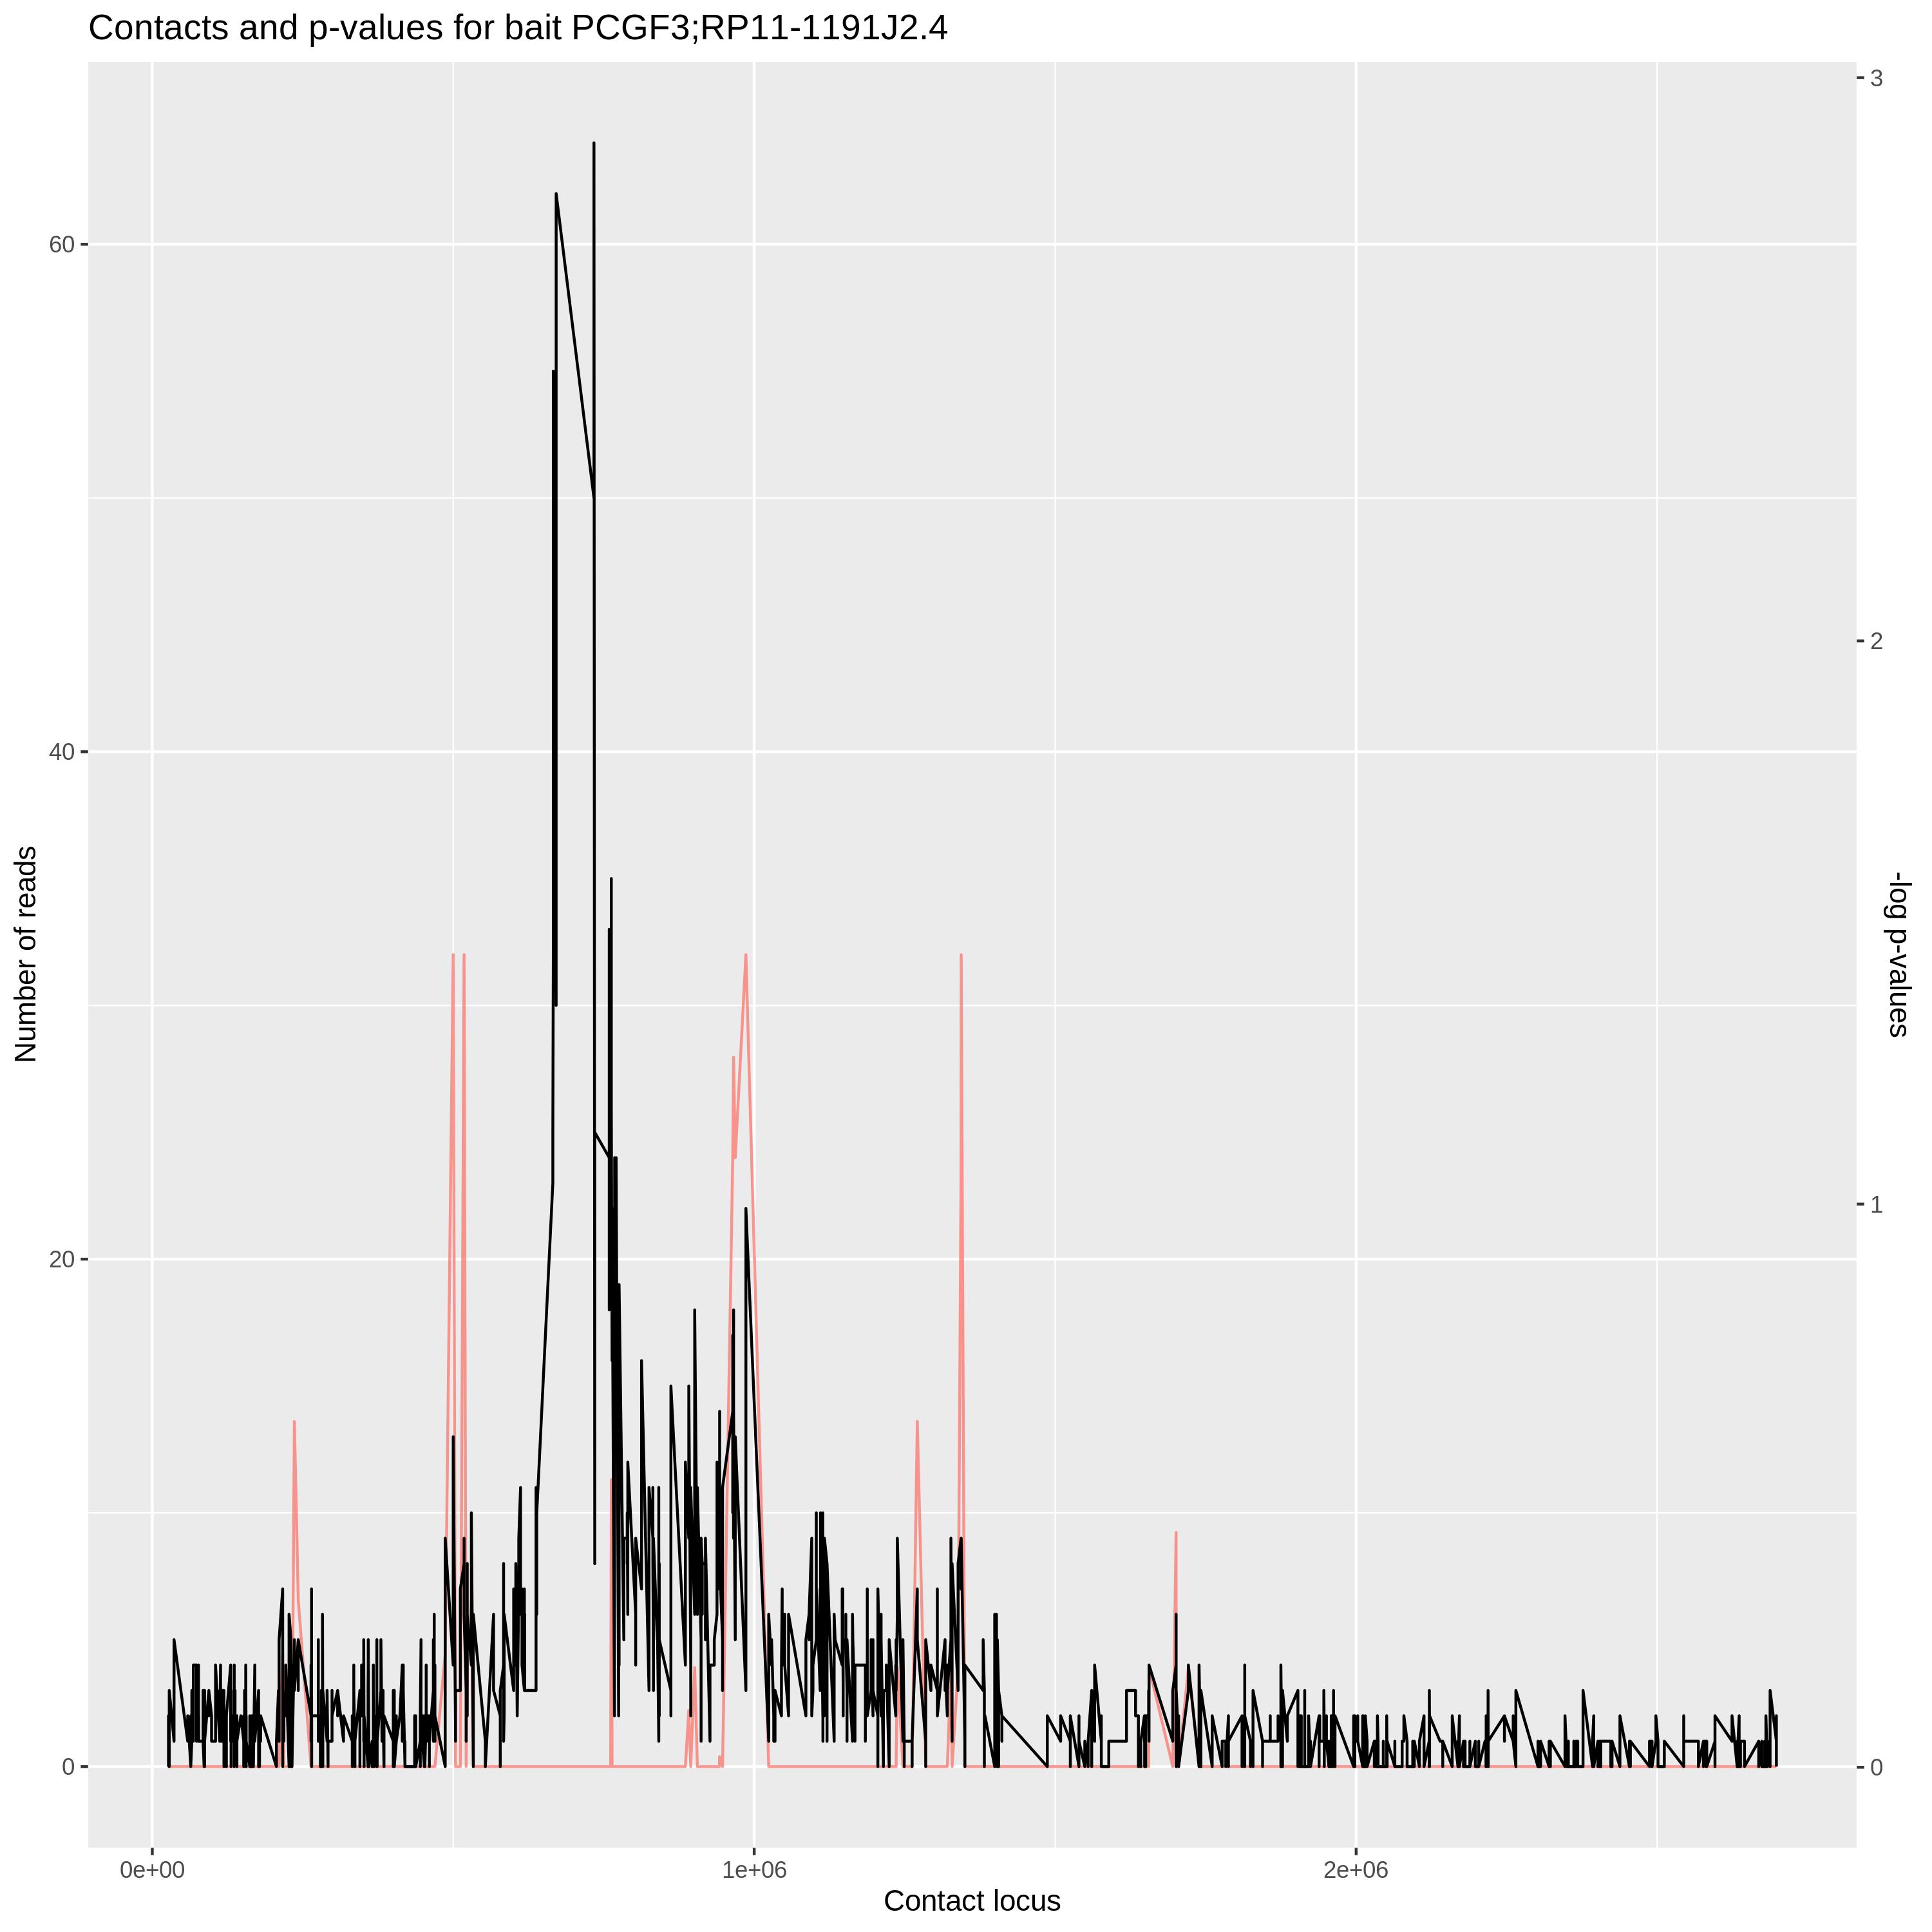 Contacts and p-values for bait PCGF3;RP11-1191J2.4
Number of reads
60
40
20
0
3
2
1
0
-log p-values
0e+00
1e+06
2e+06
Contact locus